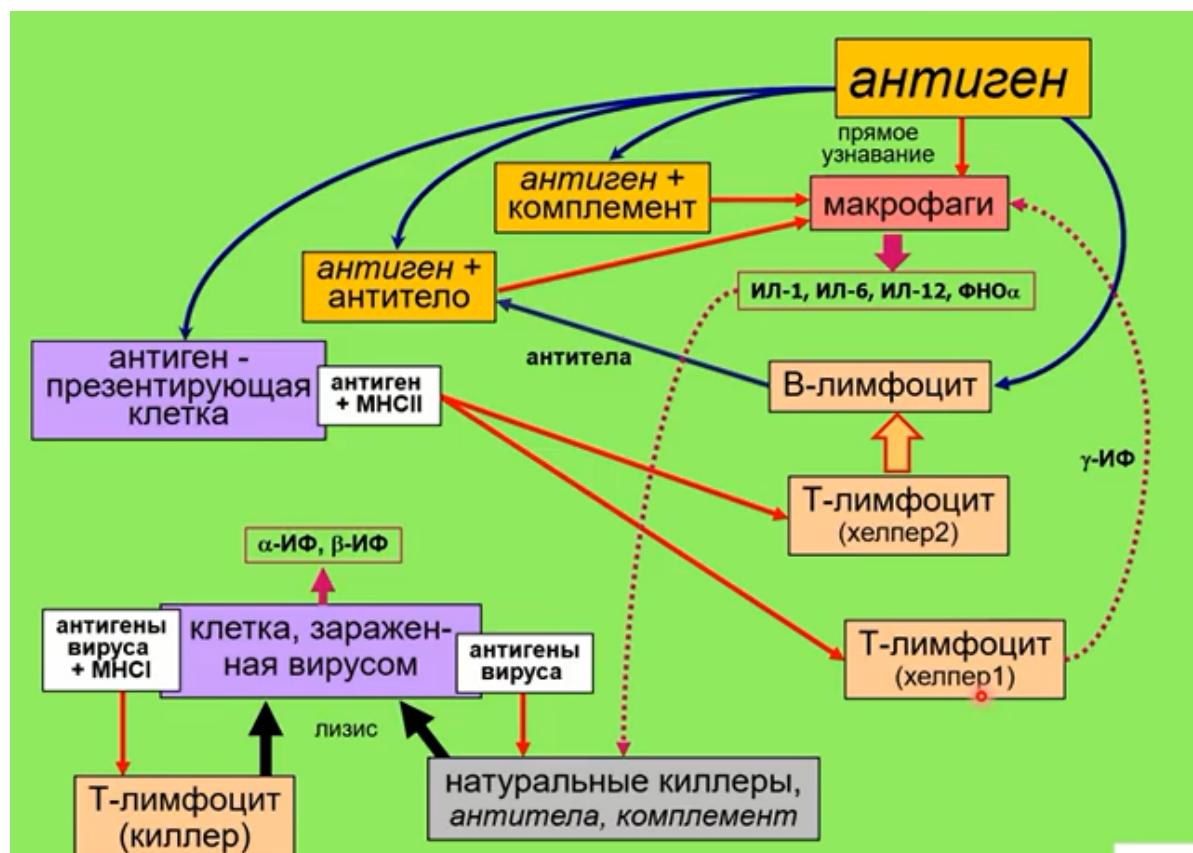 антиген
прямое
узнавание
антиген +
комплемент
макрофаги
антиген +
антитело
ИЛ-1, ИЛ-6, ИЛ-12, ФНОα
антиген -
презентирующая
клетка
антиген
+ MHCII
антитела
В-лимфоцит
γ-ИФ
Т-лимфоцит
(хелпер2)
α-ИФ, β-ИФ
антигены
вируса
+ MHCI
клетка, заражен-
ная вирусом
антигены
вируса
Т-лимфоцит
(хелпер1)
лизис
Т-лимфоцит
(киллер)
натуральные киллеры,
антитела, комплемент